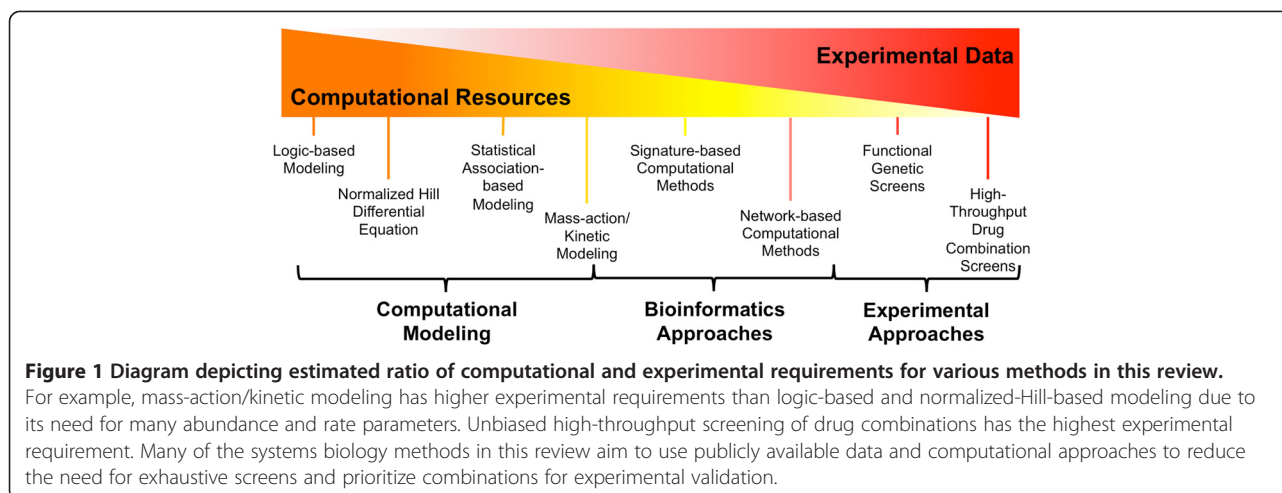 Experimental Data
Computational Resources
Logic-based
Modeling
Normalized Hill
Differential
Equation
Statistical
Association-
based
Modeling
Mass-action/
Kinetic Modeling
Signature-based
Computational
Methods
Network-based
Computational
Methods
Functional
Genetic
Screens
High-
Throughput
Drug
Combination
Screens
Computational
Modeling
Bioinformatics
Approaches
Experimental
Approaches
Figure 1 Diagram depicting estimated ratio of computational and experimental requirements for various methods in this review.
For example, mass-action/kinetic modeling has higher experimental requirements than logic-based and normalized-Hill-based modeling due to
its need for many abundance and rate parameters. Unbiased high-throughput screening of drug combinations has the highest experimental
requirement. Many of the systems biology methods in this review aim to use publicly available data and computational approaches to reduce
the need for exhaustive screens and prioritize combinations for experimental validation.